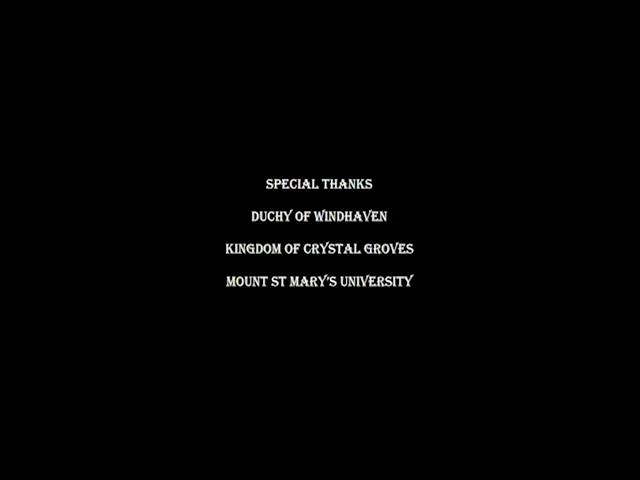 SPECIAL THANKS
DUCHY OF WINDHAVEN
KINGDOM OF CRYSTAL GROVES
MOUNT ST MARY'S UNIVERSITY